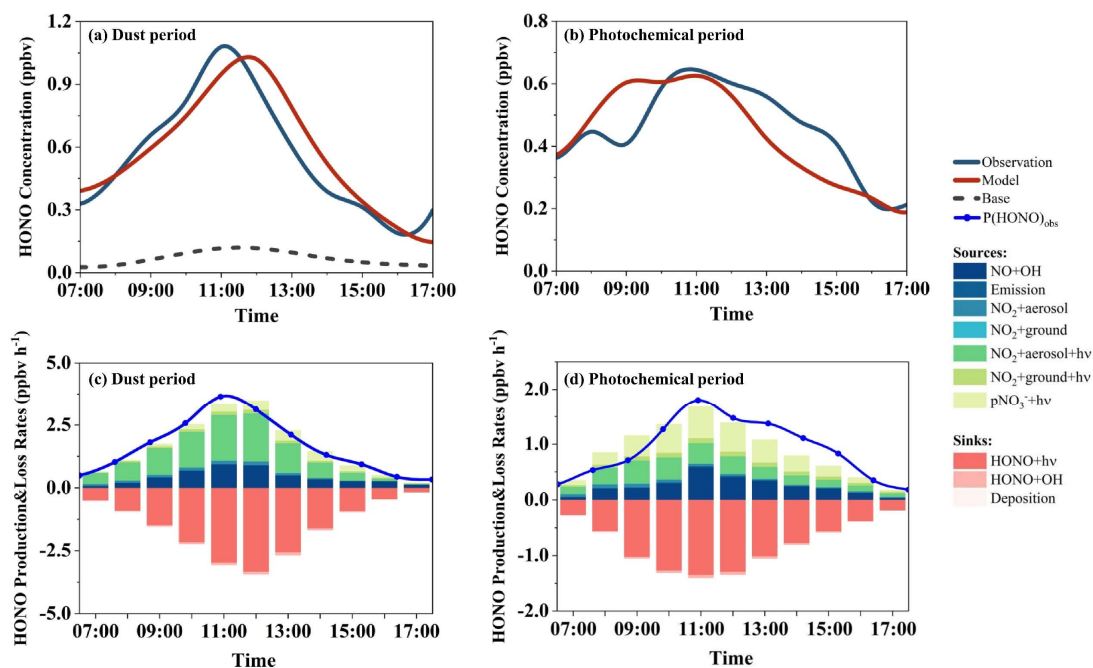 (a) Dust period
HONO Concentration (ppbv)
1.2
0.9
0.6
0.3
0.0
07:00 09:00 11:00 13:00 15:00 17:00
Time
(b) Photochemical period
HONO Concentration (ppbv)
0.8
0.6
0.4
0.2
0.0
07:00 09:00 11:00 13:00 15:00 17:00
Time
Observation
Model
Base
P(HONO)obs
Sources:
NO+OH
Emission
NO2+aerosol
NO2+ground
NO2+aerosol+hν
NO2+ground+hν
pNO3-+hν
Sinks:
HONO+hν
HONO+OH
Deposition
(c) Dust period
HONO Production&Loss Rates (ppbv h-1)
5.0
2.5
0.0
-2.5
-5.0
07:00 09:00 11:00 13:00 15:00 17:00
Time
(d) Photochemical period
HONO Production&Loss Rates (ppbv h-1)
2.0
1.0
0.0
-1.0
-2.0
07:00 09:00 11:00 13:00 15:00 17:00
Time